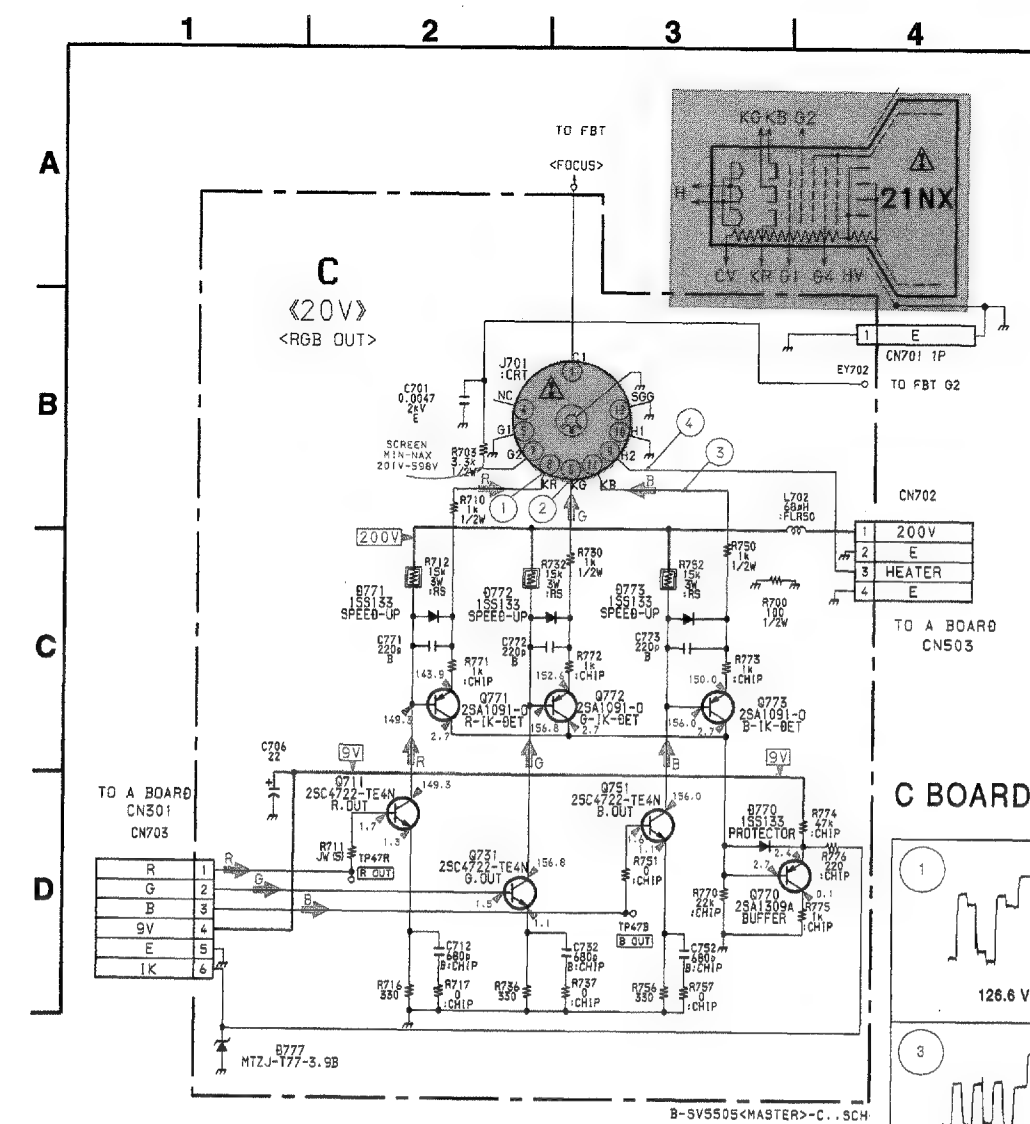 1
2
3
4
A
B
C
D
TO FBT
<FOCUS>
KG KB G2
H
21NX
CV KR G1 G4 HV
C
《20V》
<RGB OUT>
1 E
CN701 1P
EY702
TO FBT G2
J701
:CRT
G1
NC
SGG
G1
H1
G2
H2
KR
KG
KB
C701
0.0047
2kV
E
SCREEN
MIN-MAX
201V-598V
R703
3.3k
1/2W
R
B
G
1
2
3
4
R710
1k
1/2W
L702
68µH
:FLR50
CN702
1 200V
2 E
3 HEATER
4 E
TO A BOARD
CN503
200V
R712
15k
3W
:RS
R732
15k
3W
:RS
R730
1k
1/2W
R752
15k
3W
:RS
R750
1k
1/2W
R700
100
1/2W
D771
1SS133
SPEED-UP
D772
1SS133
SPEED-UP
D773
1SS133
SPEED-UP
C771
220p
B
C772
220p
B
C773
220p
B
R771
1k
:CHIP
R772
1k
:CHIP
R773
1k
:CHIP
143.9
152.6
150.0
Q771
2SA1091-O
R-IK-DET
Q772
2SA1091-O
G-IK-DET
Q773
2SA1091-O
B-IK-DET
149.3
156.8
156.0
2.7
2.7
2.7
C706
22
9V
R
G
B
9V
TO A BOARD
CN301
CN703
Q711
2SC4722-TE4N
R.OUT
149.3
1.7
1.3
Q751
2SC4722-TE4N
B.OUT
156.0
1.6
1.1
D770
1SS133
PROTECTOR
R774
47k
:CHIP
C BOARD
R711
JW(5)
TP47R
R OUT
Q731
2SC4722-TE4N
G.OUT
156.8
1.5
1.1
R751
0
:CHIP
TP47B
B OUT
2.4
2.7
0.1
R776
220
:CHIP
R770
22k
:CHIP
Q770
2SA1309A
BUFFER
R775
1k
:CHIP
R 1
G 2
B 3
9V 4
E 5
IK 6
R
G
B
C712
680p
B:CHIP
C732
680p
B:CHIP
C752
680p
B:CHIP
R716
330
R717
0
:CHIP
R736
330
R737
0
:CHIP
R756
330
R757
0
:CHIP
D777
MTZJ-T77-3.9B
1
126.6 V
3
B-SV5505<MASTER>-C..SCH